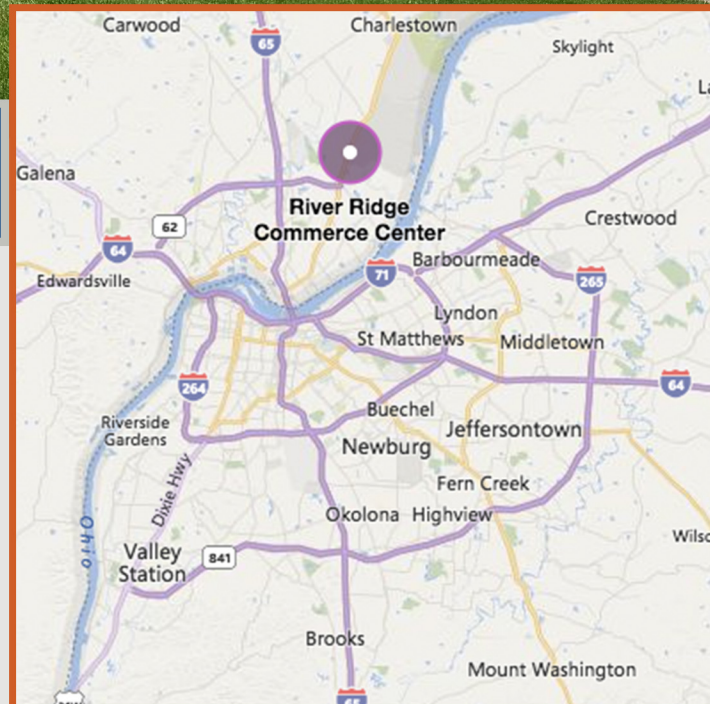 Carwood
Charlestown
65
Skylight
Galena
River Ridge
Commerce Center
62
Crestwood
64
Barbourmeade
71
265
Edwardsville
Lyndon
St Matthews
Middletown
264
64
Buechel
Riverside
Gardens
Jeffersontown
Newburg
Fern Creek
Dixie Hwy
Okolona
Highview
Ohio
Valley
Station
841
Brooks
Mount Washington
65